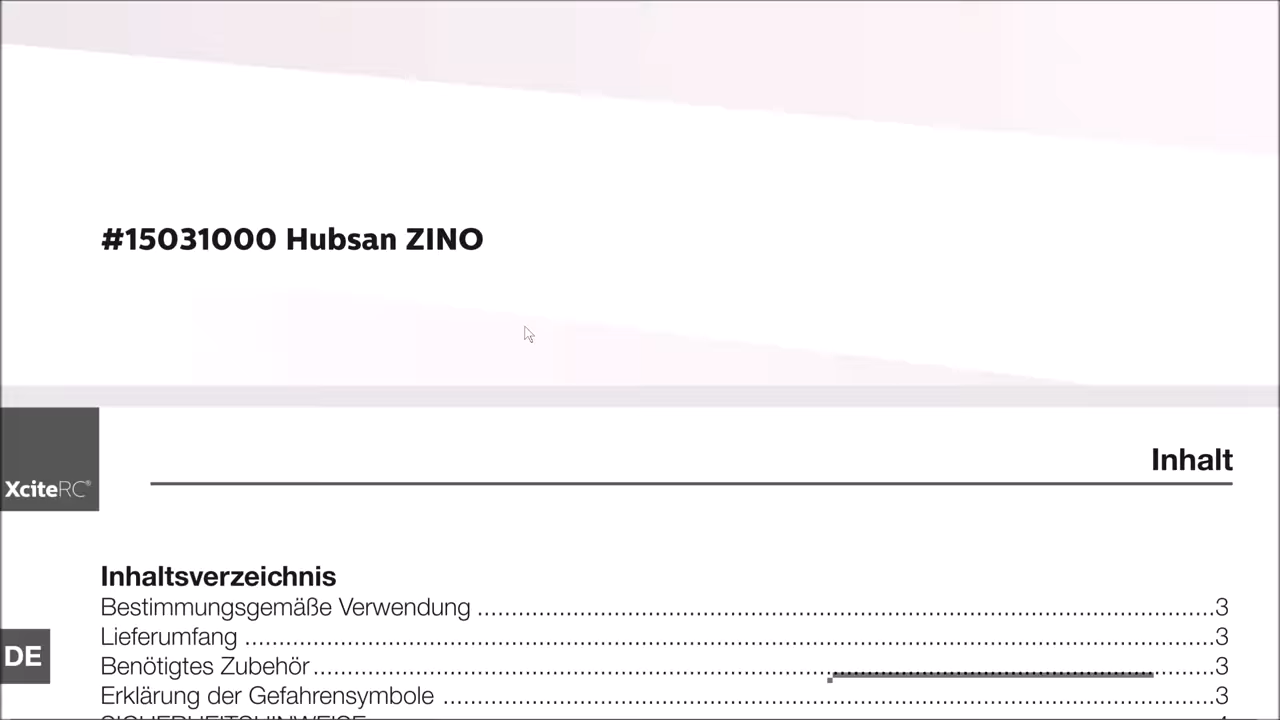 #15031000 Hubsan ZINO
Inhalt
XciteRC®
Inhaltsverzeichnis
Bestimmungsgemäße Verwendung ........................................................................................................3
Lieferumfang ........................................................................................................................................3
DE
Benötigtes Zubehör ..............................................................................................................................3
Erklärung der Gefahrensymbole ............................................................................................................3
SICHERHEITSHINWEISE